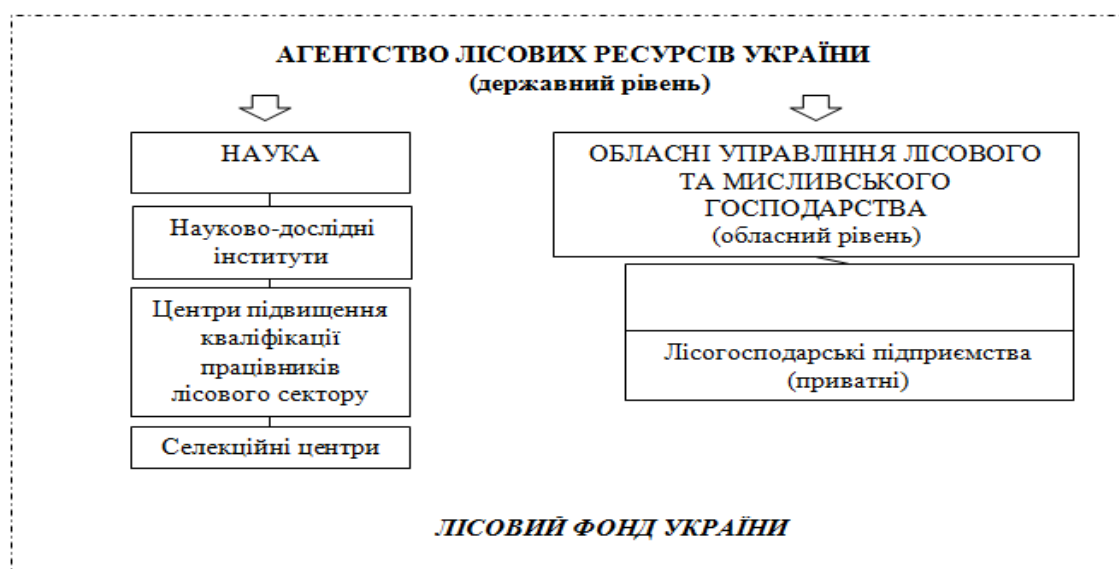 АГЕНТСТВО ЛІСОВИХ РЕСУРСІВ УКРАЇНИ
(державний рівень)
НАУКА
Науково-дослідні
інститути
Центри підвищення
кваліфікації
працівників
лісового сектору
Селекційні центри
ОБЛАСНІ УПРАВЛІННЯ ЛІСОВОГО
ТА МИСЛИВСЬКОГО
ГОСПОДАРСТВА
(обласний рівень)
Лісогосподарські підприємства
(приватні)
ЛІСОВИЙ ФОНД УКРАЇНИ